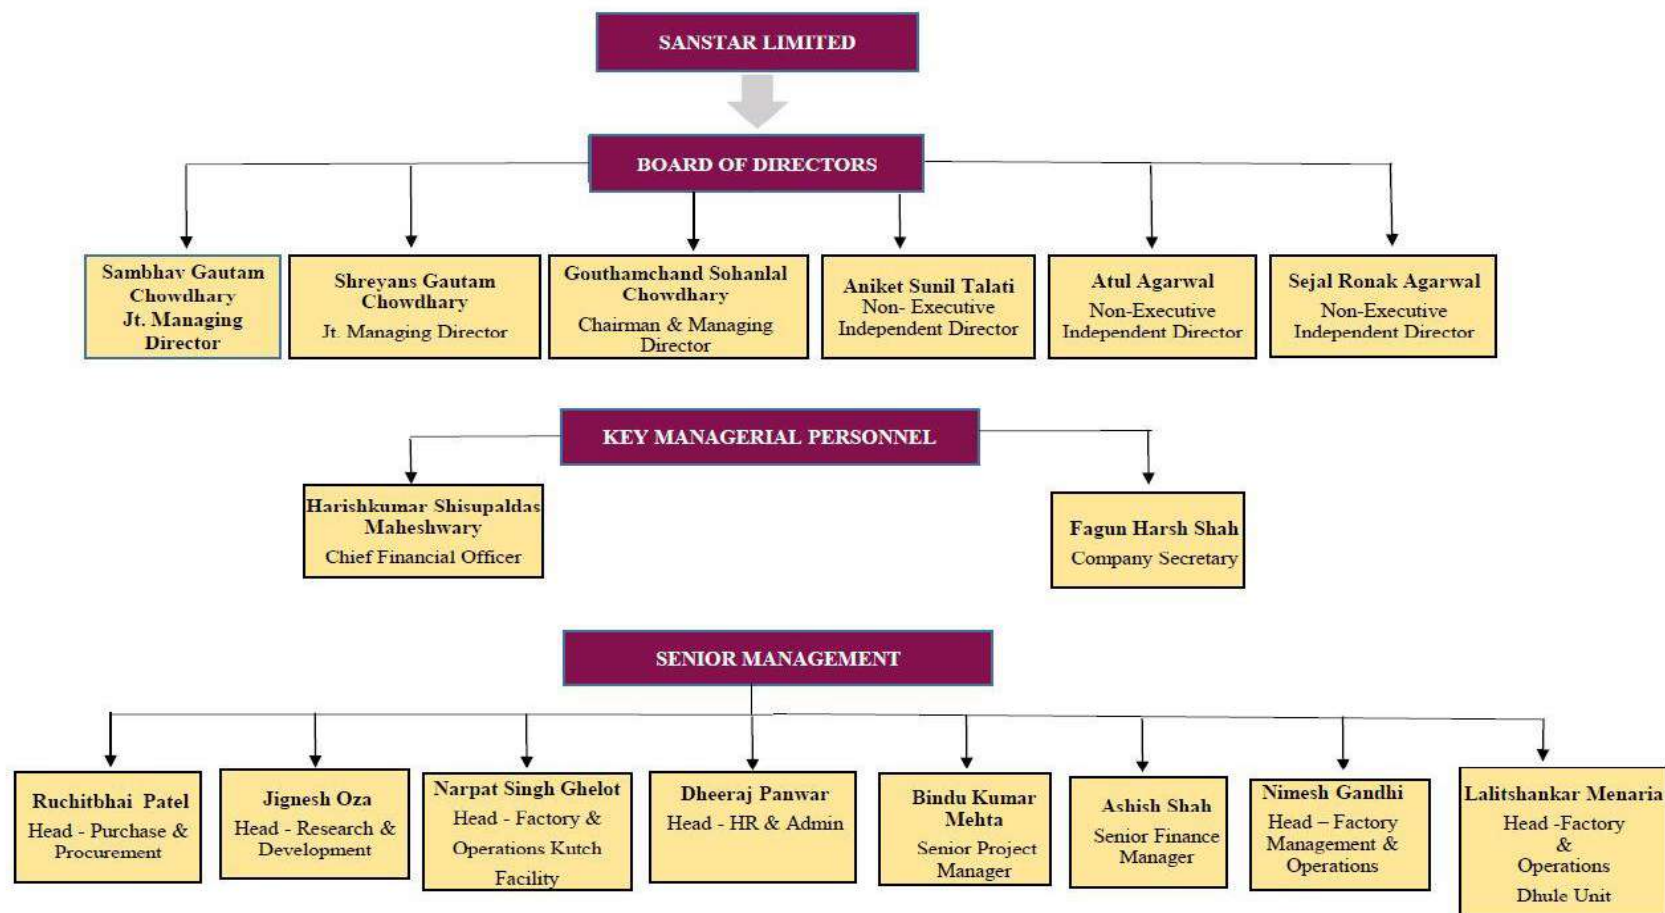 SANSTAR LIMITED
BOARD OF DIRECTORS
Sambhav Gautam
Chowdhary
Jt. Managing
Director
Shreyans Gautam
Chowdhary
Jt. Managing Director
Gouthamchand Sohanlal
Chowdhary
Chairman & Managing
Director
Aniket Sunil Talati
Non- Executive
Independent Director
Atul Agarwal
Non-Executive
Independent Director
Sejal Ronak Agarwal
Non-Executive
Independent Director
KEY MANAGERIAL PERSONNEL
Harishkumar Shisupaldas
Maheshwary
Chief Financial Officer
Fagun Harsh Shah
Company Secretary
SENIOR MANAGEMENT
Ruchitbhai Patel
Head - Purchase &
Procurement
Jignesh Oza
Head - Research &
Development
Narpat Singh Ghelot
Head - Factory &
Operations Kutch
Facility
Dheeraj Panwar
Head - HR & Admin
Bindu Kumar
Mehta
Senior Project
Manager
Ashish Shah
Senior Finance
Manager
Nimesh Gandhi
Head – Factory
Management &
Operations
Lalitshankar Menaria
Head -Factory
&
Operations
Dhule Unit